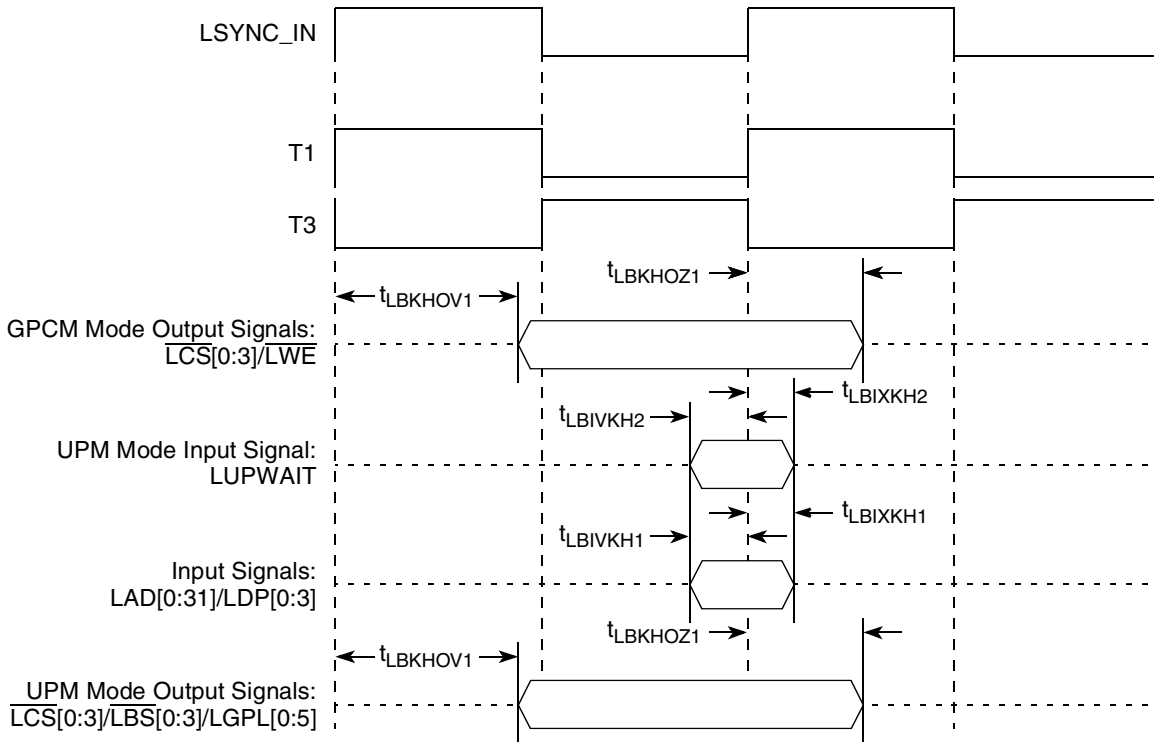 LSYNC_IN
T1
T3
tLBKHOZ1
tLBKHOV1
GPCM Mode Output Signals:
LCS[0:3]/LWE
tLBIXKH2
tLBIVKH2
UPM Mode Input Signal:
LUPWAIT
tLBIXKH1
tLBIVKH1
Input Signals:
LAD[0:31]/LDP[0:3]
tLBKHOZ1
tLBKHOV1
UPM Mode Output Signals:
LCS[0:3]/LBS[0:3]/LGPL[0:5]